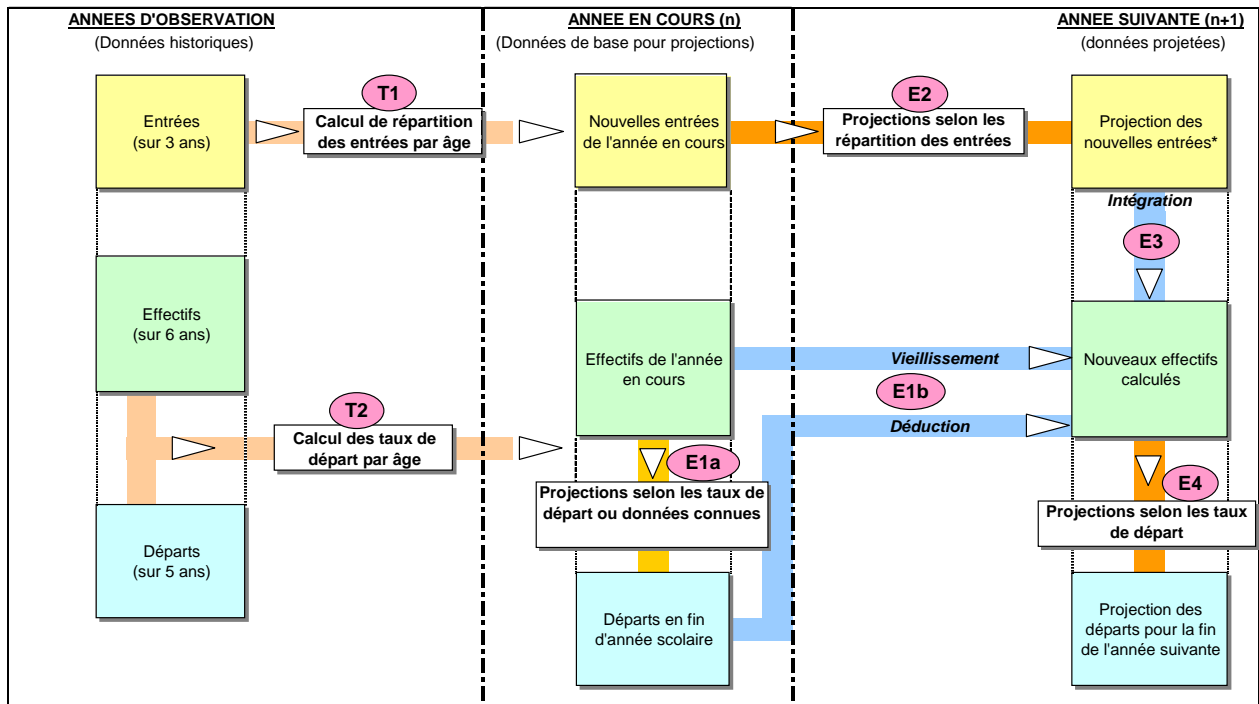 ANNEES D'OBSERVATION
(Données historiques)
ANNEE EN COURS (n)
(Données de base pour projections)
ANNEE SUIVANTE (n+1)
(données projetées)
Entrées
(sur 3 ans)
T1
Calcul de répartition
des entrées par âge
Nouvelles entrées
de l'année en cours
E2
Projections selon les
répartition des entrées
Projection des
nouvelles entrées*
Intégration
E3
Effectifs
(sur 6 ans)
Effectifs de l'année
en cours
Vieillissement
Nouveaux effectifs
calculés
E1b
Déduction
T2
Calcul des taux de
départ par âge
E1a
Projections selon les taux de
départ ou données connues
E4
Projections selon les taux
de départ
Départs
(sur 5 ans)
Départs en fin
d'année scolaire
Projection des
départs pour la fin
de l'année suivante